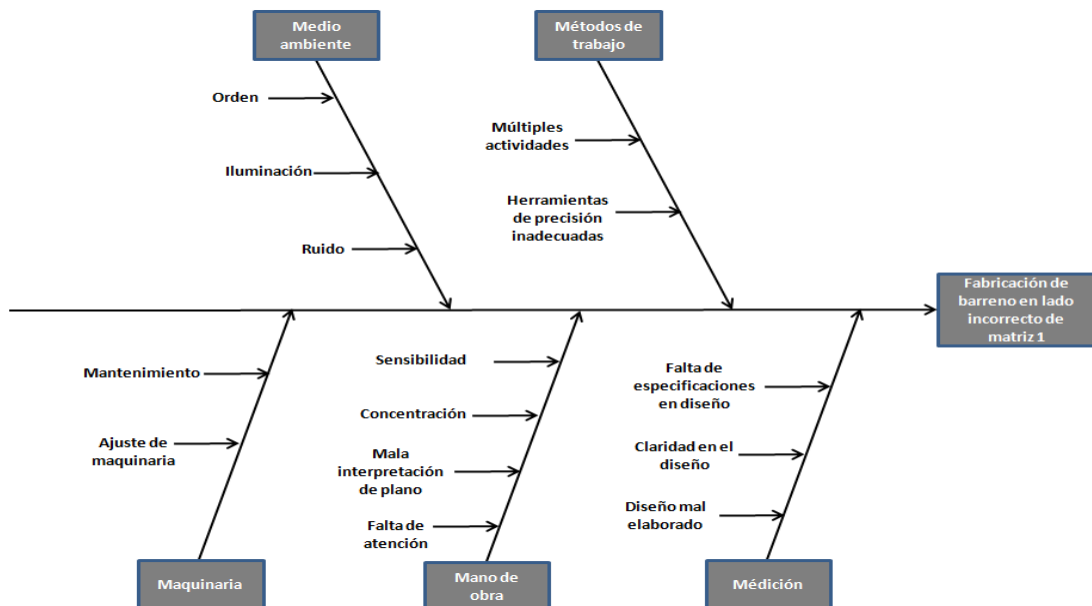 Medio
ambiente
Métodos de
trabajo
Orden
Iluminación
Ruido
Múltiples
actividades
Herramientas
de precisión
inadecuadas
Fabricación de
barreno en lado
incorrecto de
matriz 1
Mantenimiento
Ajuste de
maquinaria
Sensibilidad
Concentración
Mala
interpretación
de plano
Falta de
atención
Falta de
especificaciones
en diseño
Claridad en el
diseño
Diseño mal
elaborado
Maquinaria
Mano de
obra
Médición